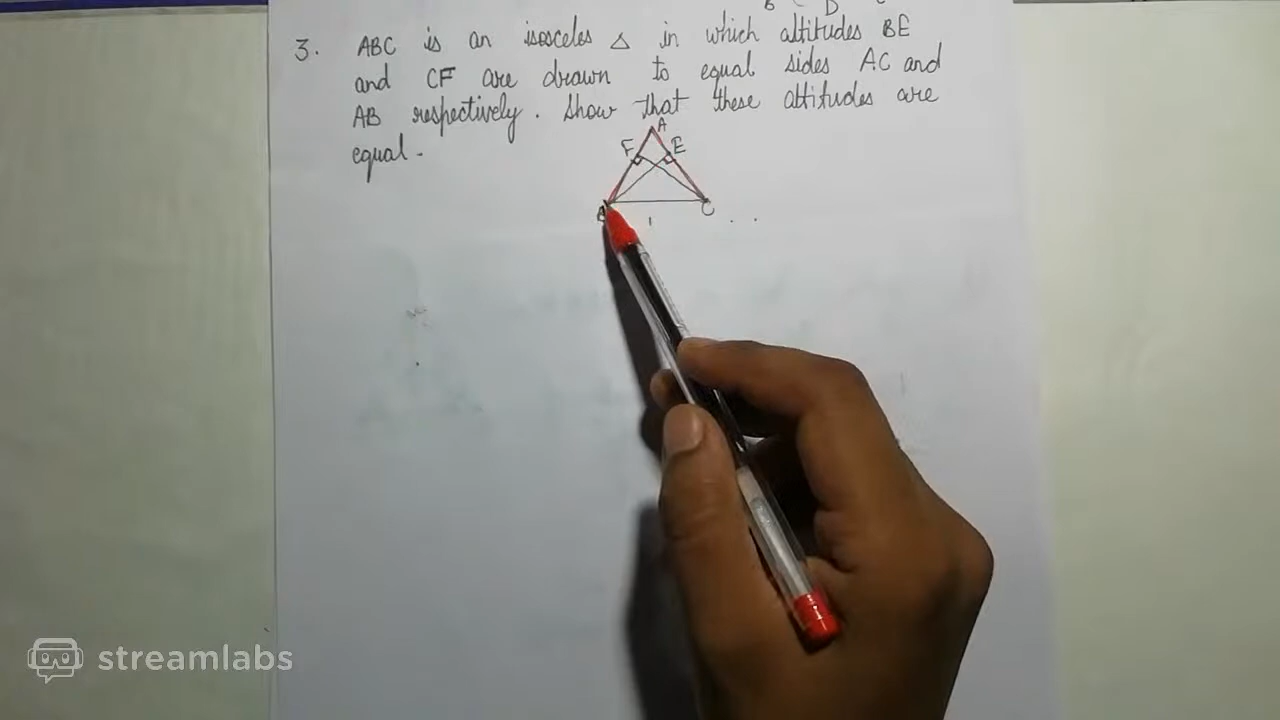 B D
3. ABC is an isosceles △ in which altitudes BE
and CF are drawn to equal sides AC and
AB respectively. Show that these altitudes are
equal.
A
F E
B C
streamlabs